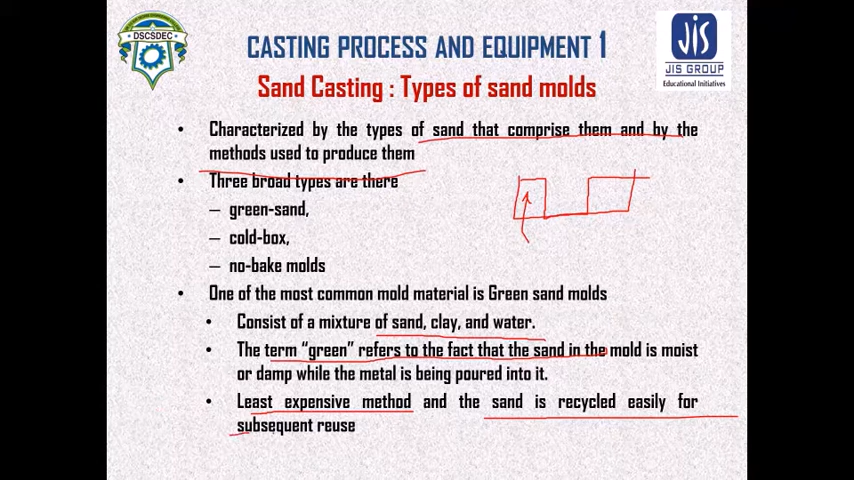 DSCSDEC
CASTING PROCESS AND EQUIPMENT 1
JIS
JIS GROUP
Educational Initiatives
Sand Casting : Types of sand molds
• Characterized by the types of sand that comprise them and by the
methods used to produce them
• Three broad types are there
– green-sand,
– cold-box,
– no-bake molds
• One of the most common mold material is Green sand molds
• Consist of a mixture of sand, clay, and water.
• The term “green” refers to the fact that the sand in the mold is moist
or damp while the metal is being poured into it.
• Least expensive method and the sand is recycled easily for
subsequent reuse